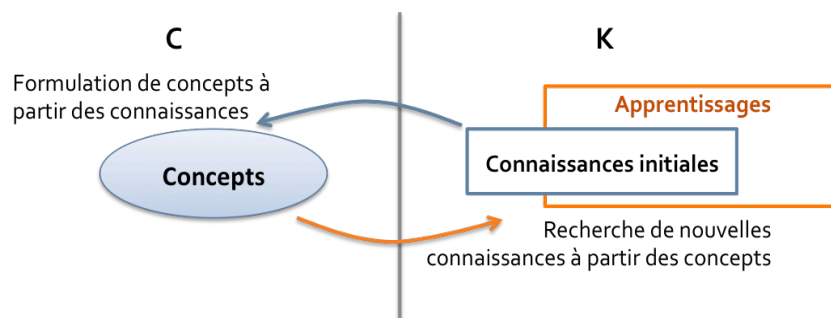 C
K
Formulation de concepts à
partir des connaissances
Concepts
Apprentissages
Connaissances initiales
Recherche de nouvelles
connaissances à partir des concepts